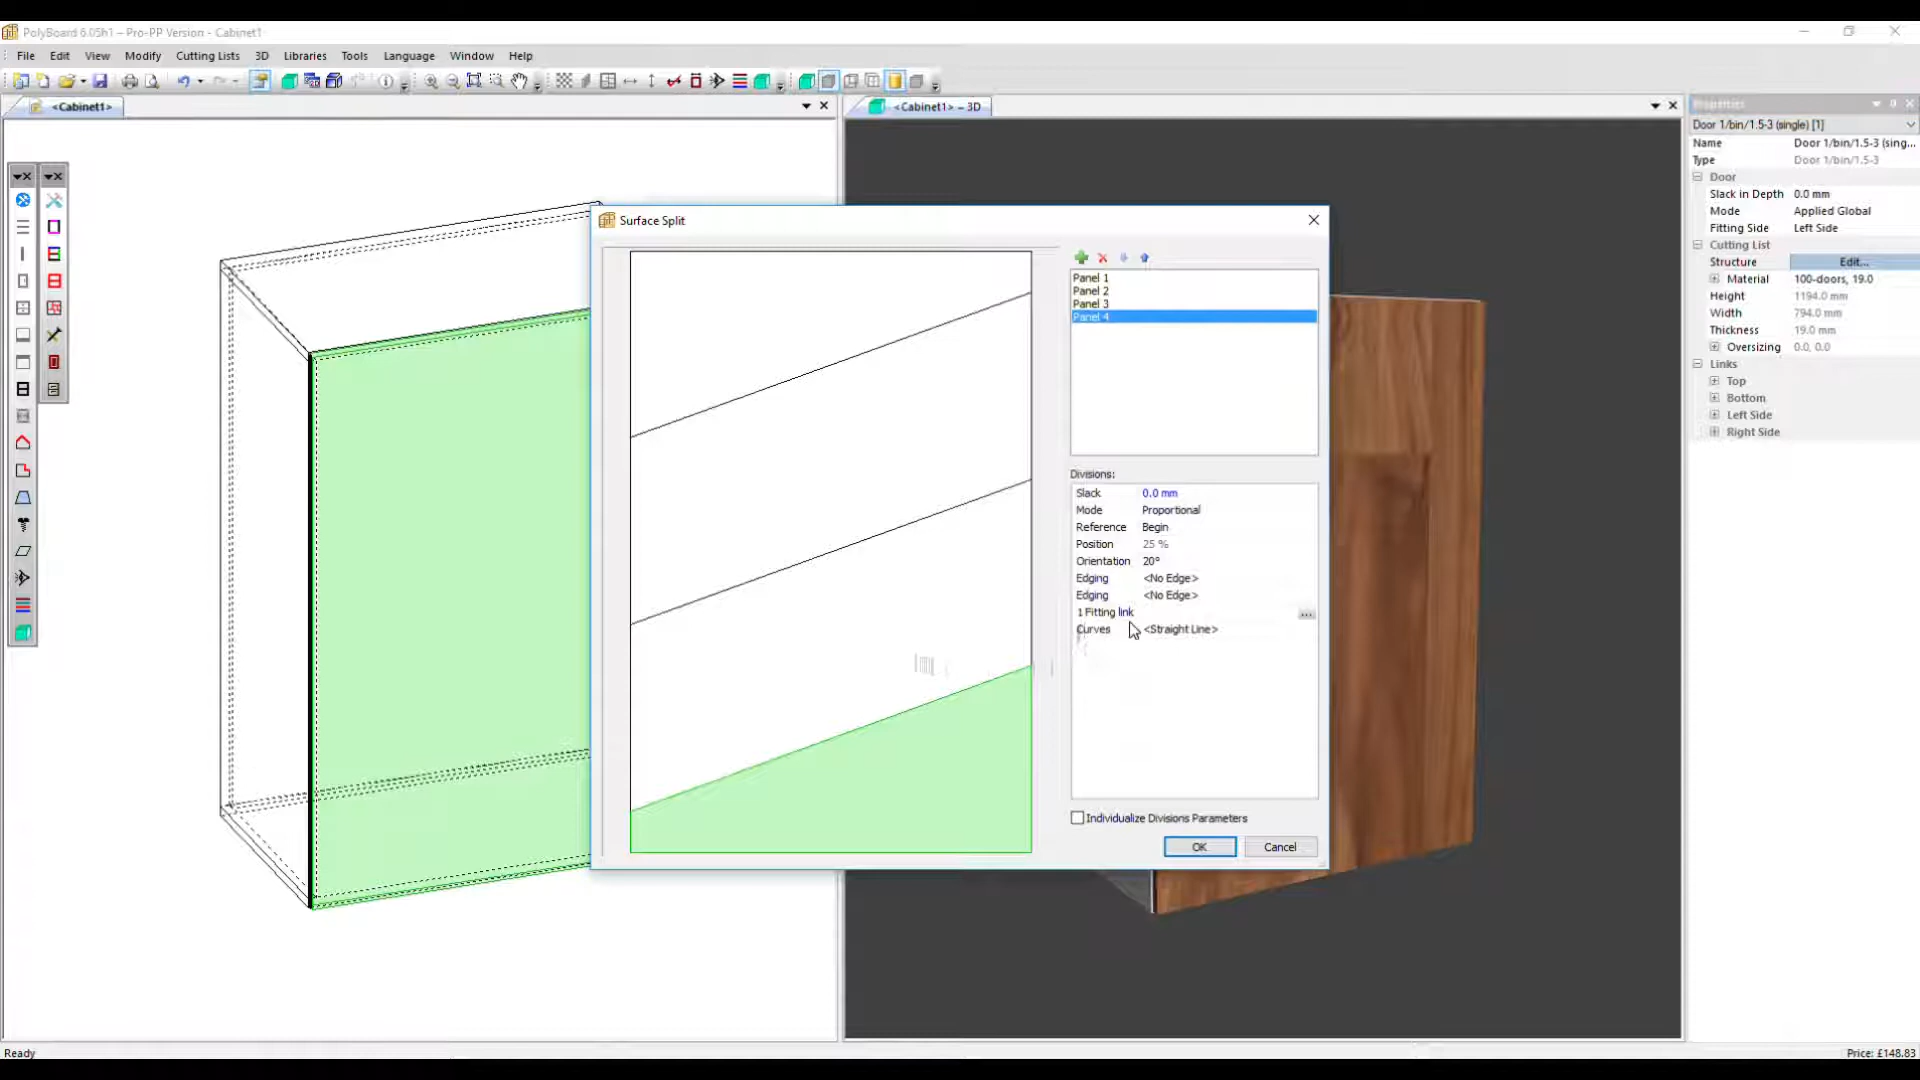 PolyBoard 6.05h1 – Pro-PP Version - Cabinet1
File Edit View Modify Cutting Lists 3D Libraries Tools Language Window Help
<Cabinet1>
<Cabinet1> – 3D
Properties
Door 1/bin/1.5-3 (single) [1]
Name Door 1/bin/1.5-3 (sing...
Type Door 1/bin/1.5-3
Door
Slack in Depth 0.0 mm
Mode Applied Global
Fitting Side Left Side
Cutting List
Structure Edit...
Material 100-doors, 19.0
Height 1194.0 mm
Width 794.0 mm
Thickness 19.0 mm
Oversizing 0.0, 0.0
Links
Top
Bottom
Left Side
Right Side
Surface Split
Panel 1
Panel 2
Panel 3
Panel 4
Divisions:
Slack 0.0 mm
Mode Proportional
Reference Begin
Position 25 %
Orientation 20°
Edging <No Edge>
Edging <No Edge>
1 Fitting link ...
Curves <Straight Line>
Individualize Divisions Parameters
OK Cancel
Ready
Price: £148.83